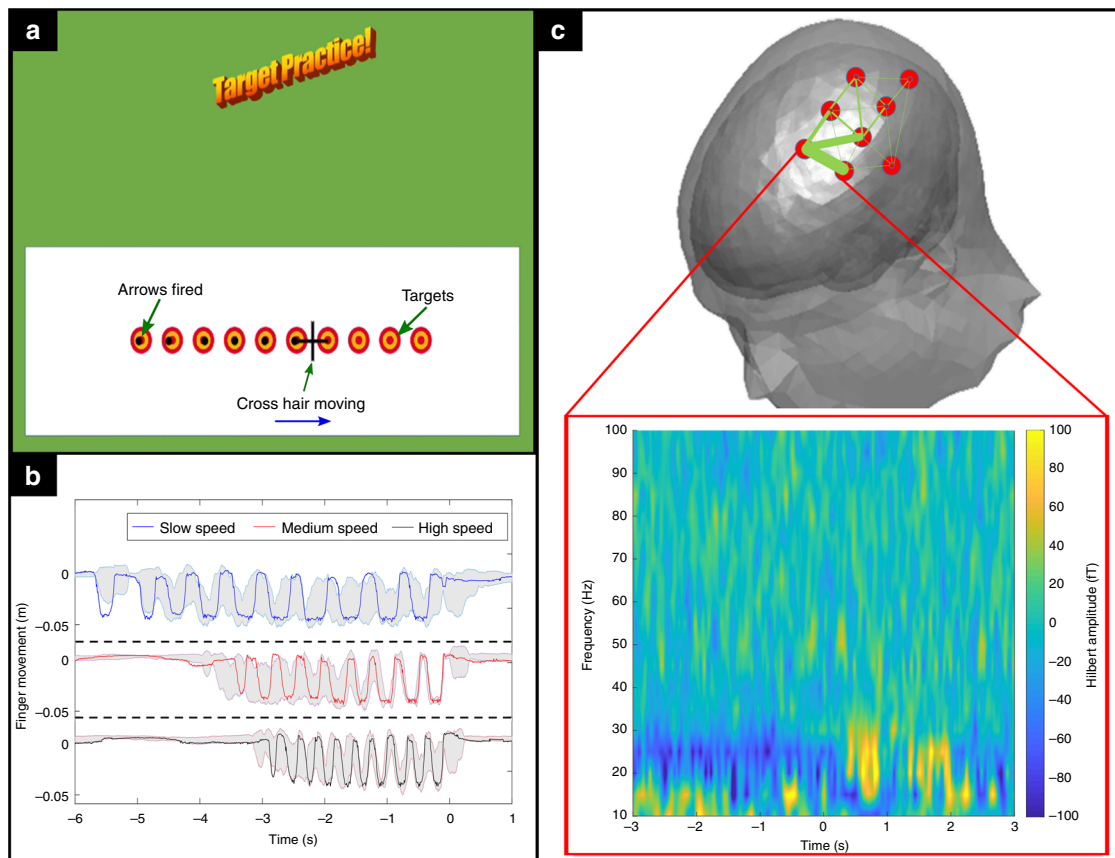 a
Target Practice!
Arrows fired
Targets
Cross hair moving
b
Slow speed
Medium speed
High speed
0
−0.05
0
−0.05
0
−0.05
Finger movement (m)
−6
−5
−4
−3
−2
−1
0
1
Time (s)
c
100
90
80
70
60
50
40
30
20
10
Frequency (Hz)
−3
−2
−1
0
1
2
3
Time (s)
100
80
60
40
20
0
−20
−40
−60
−80
−100
Hilbert amplitude (fT)